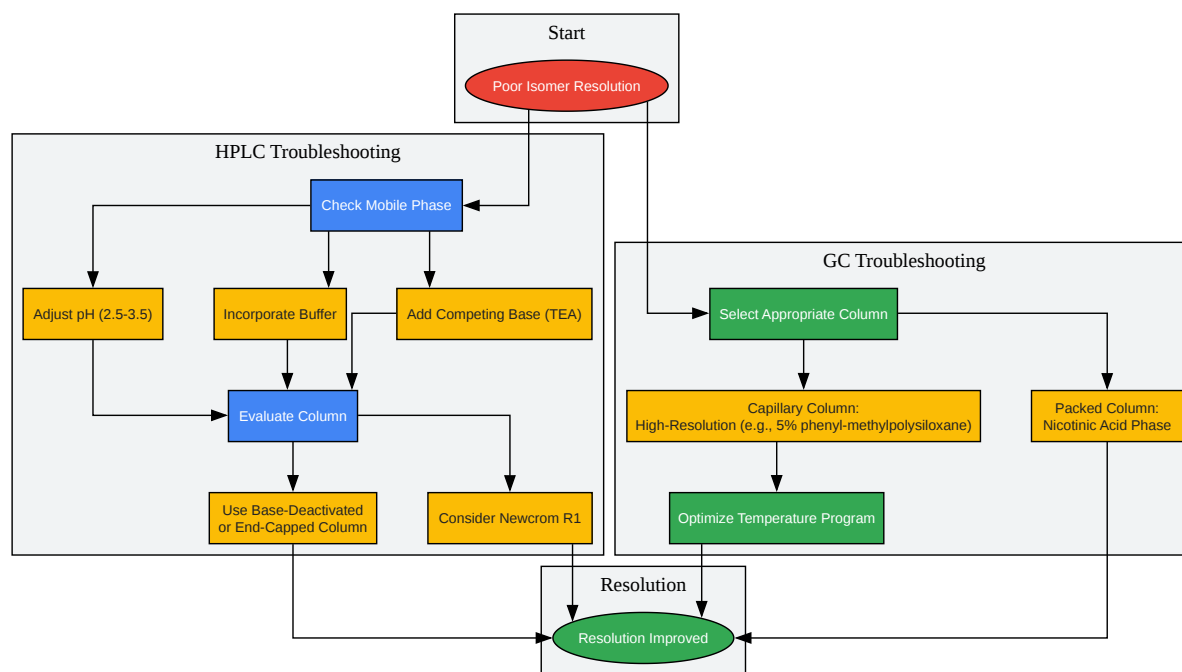 Start
Poor Isomer Resolution
HPLC Troubleshooting
Check Mobile Phase
Adjust pH (2.5-3.5)
Incorporate Buffer
Add Competing Base (TEA)
Evaluate Column
Use Base-Deactivated
or End-Capped Column
Consider Newcrom R1
GC Troubleshooting
Select Appropriate Column
Capillary Column:
High-Resolution (e.g., 5% phenyl-methylpolysiloxane)
Packed Column:
Nicotinic Acid Phase
Optimize Temperature Program
Resolution
Resolution Improved